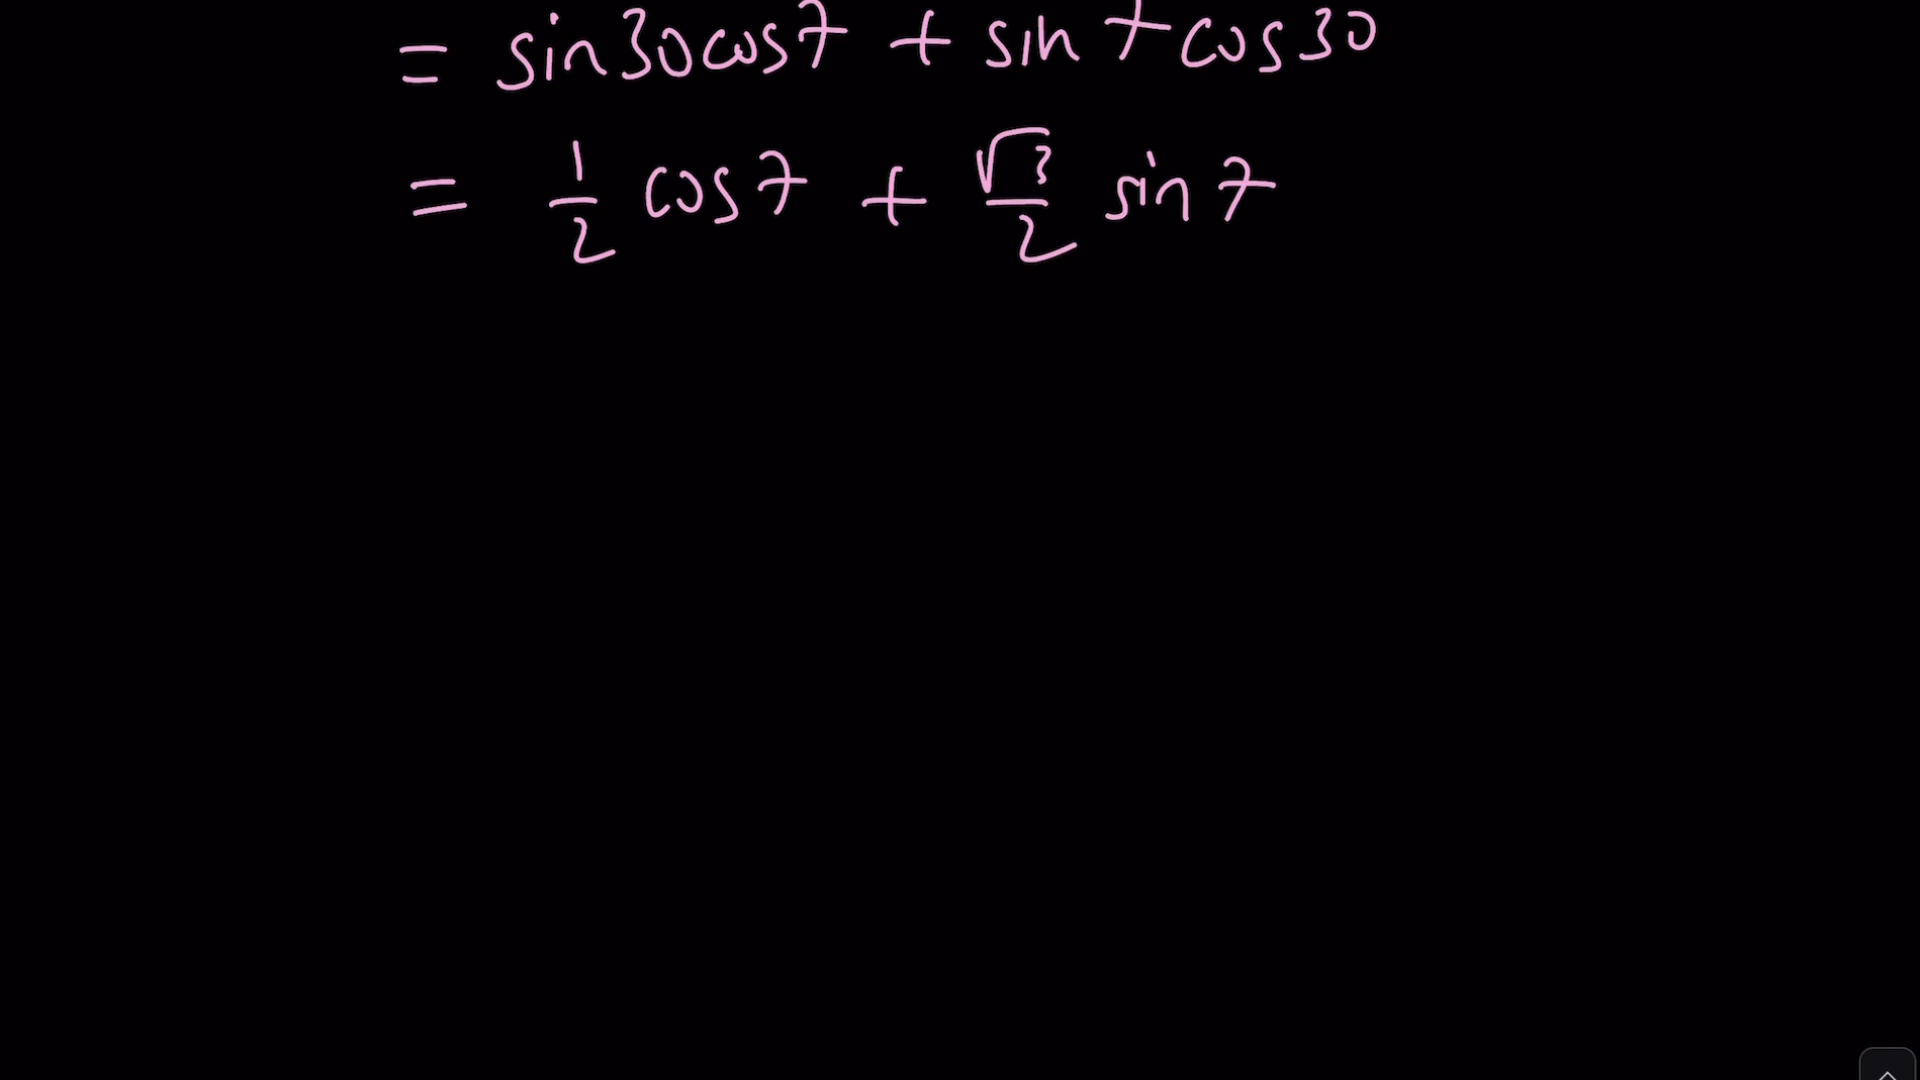 = sin30cos7 + sin7cos30
= 1/2 cos7 + √3/2 sin7